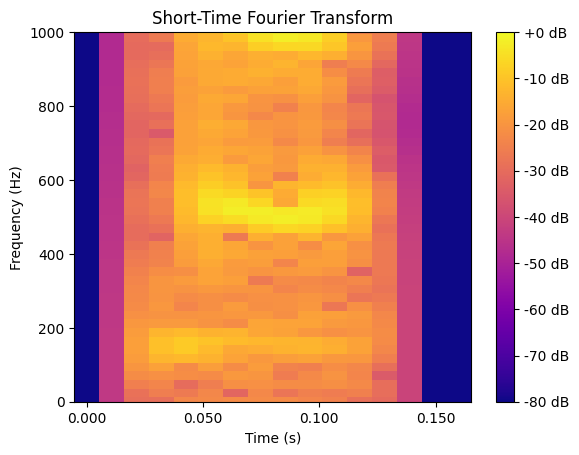 Short-Time Fourier Transform
Frequency (Hz)
1000
800
600
400
200
0
0.000
0.050
0.100
0.150
Time (s)
+0 dB
-10 dB
-20 dB
-30 dB
-40 dB
-50 dB
-60 dB
-70 dB
-80 dB